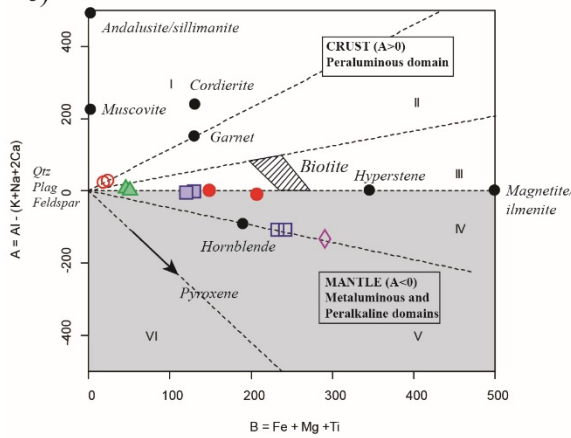 Andalusite/sillimanite
400
CRUST (A>0)
Peraluminous domain
I
Cordierite
II
Muscovite
200
Garnet
Qtz
Plag
Feldspar
Biotite
Hyperstene
III
0
Magnetite/
ilmenite
Hornblende
IV
-200
Pyroxene
MANTLE (A<0)
Metaluminous and
Peralkaline domains
-400
VI
V
A = Al - (K+Na+2Ca)
0 100 200 300 400 500
B = Fe + Mg +Ti